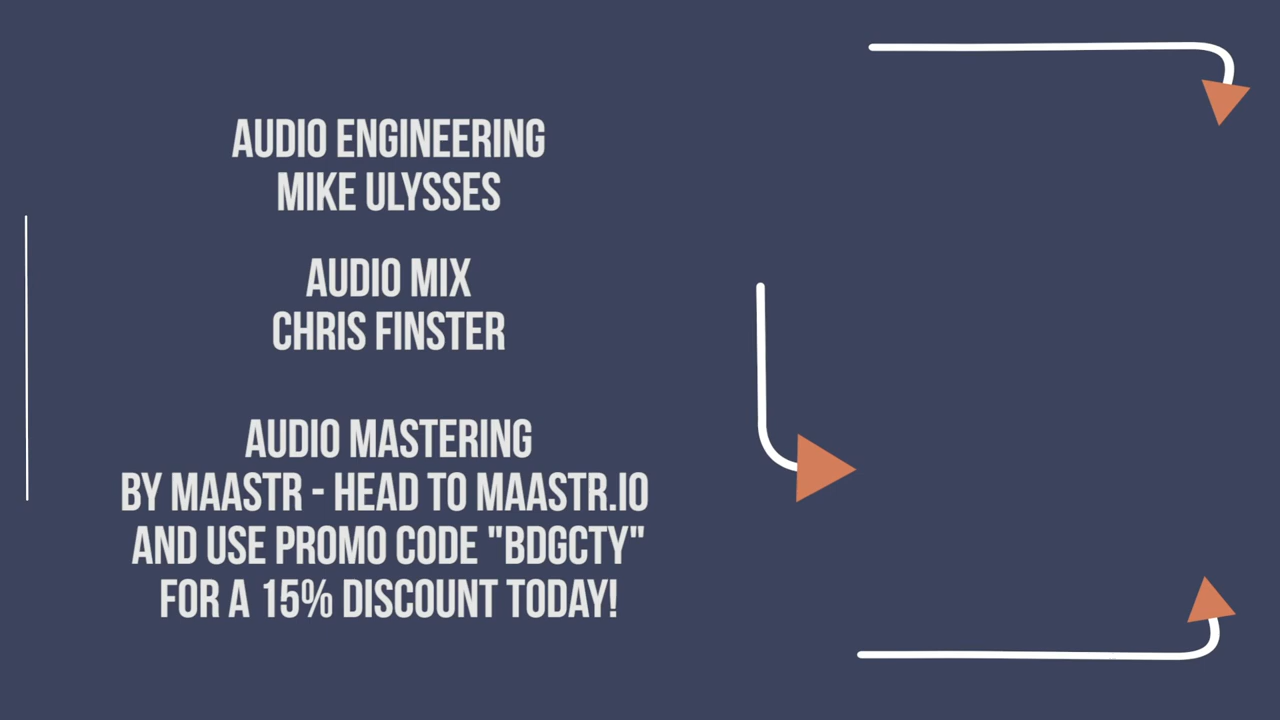 AUDIO ENGINEERING
MIKE ULYSSES
AUDIO MIX
CHRIS FINSTER
AUDIO MASTERING
BY MAASTR - HEAD TO MAASTR.IO
AND USE PROMO CODE "BDGCTY"
FOR A 15% DISCOUNT TODAY!